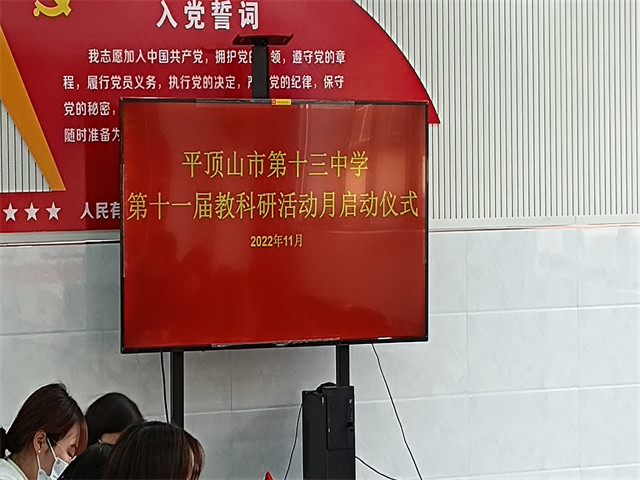 入党誓词
我志愿加入中国共产党，拥护党的 领，遵守党的章
程，履行党员义务，执行党的决定，严 党的纪律，保守
党的秘密，
随时准备为
人民有
平顶山市第十三中学
第十一届教科研活动月启动仪式
2022年11月